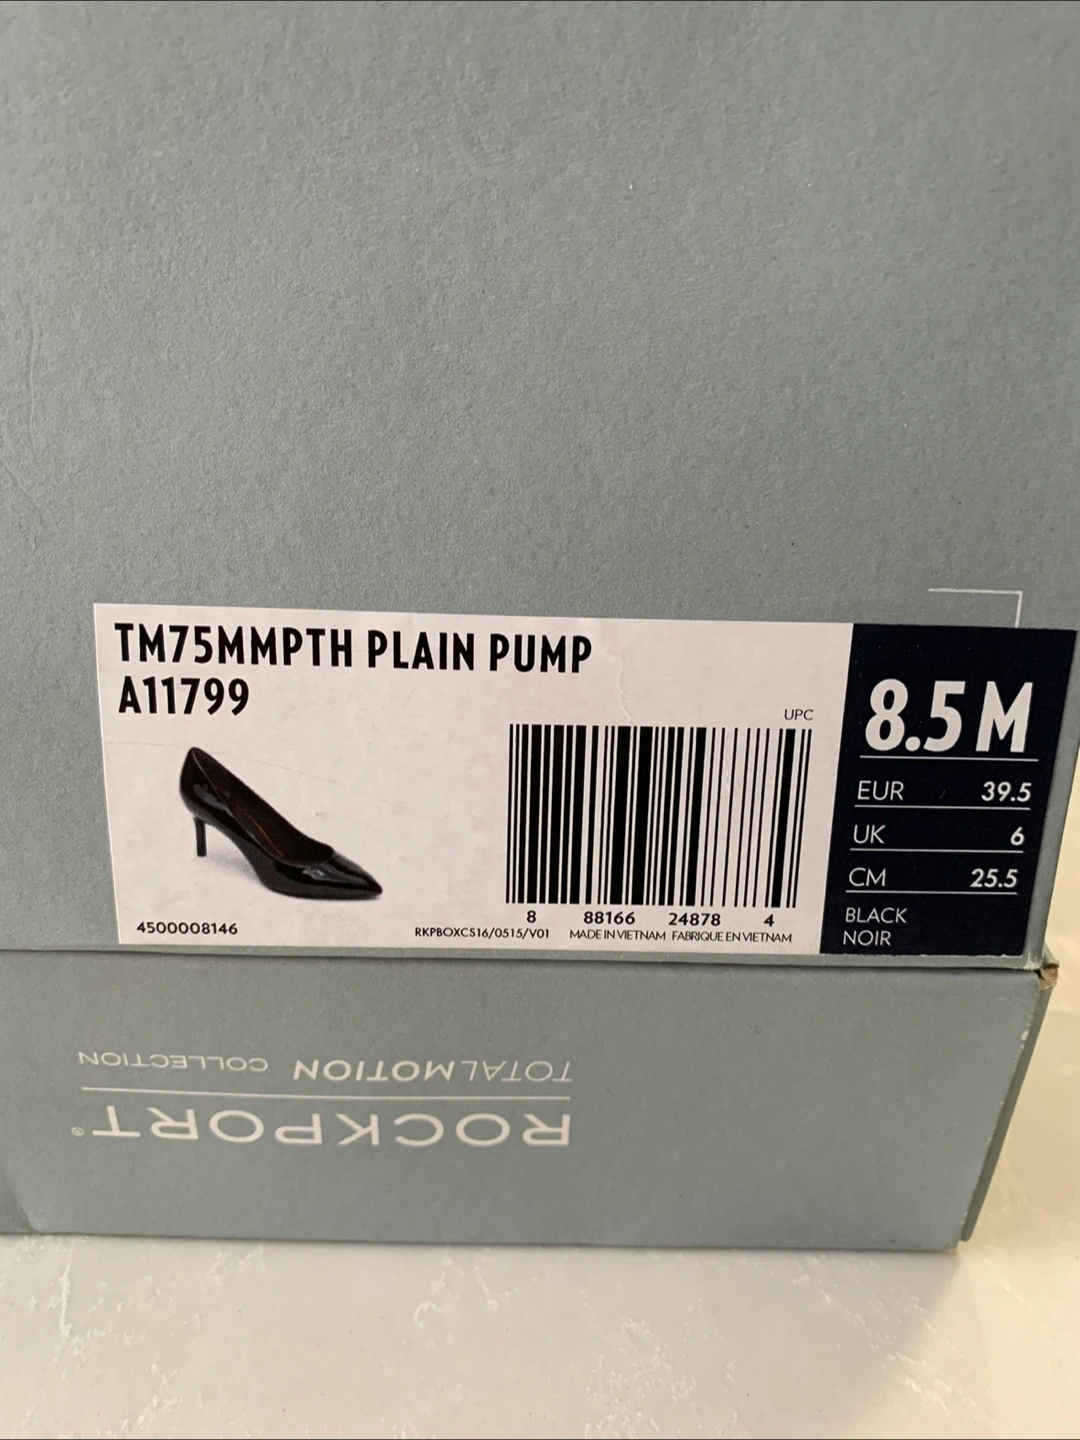 TM75MMPTH PLAIN PUMP
A11799
UPC
8 88166 24878 4
4500008146
RKPBOXCS16/0515/V01 MADE IN VIETNAM FABRIQUE EN VIETNAM
8.5 M
EUR 39.5
UK 6
CM 25.5
BLACK
NOIR
ROCKPORT®
TOTALMOTION COLLECTION